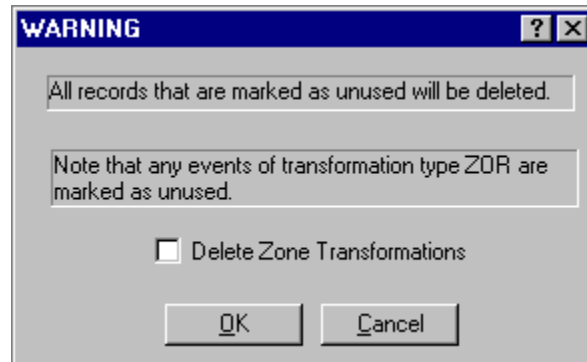 WARNING
All records that are marked as unused will be deleted.
Note that any events of transformation type ZOR are
marked as unused.
Delete Zone Transformations
OK
Cancel